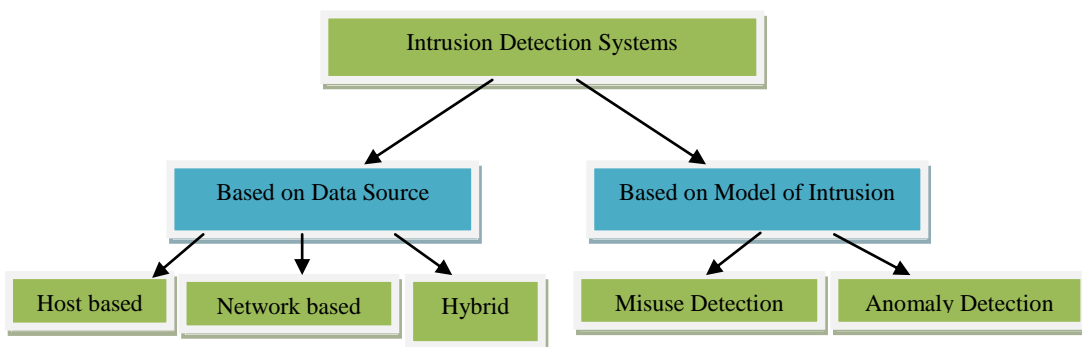 Intrusion Detection Systems
Based on Data Source
Based on Model of Intrusion
Host based
Network based
Hybrid
Misuse Detection
Anomaly Detection